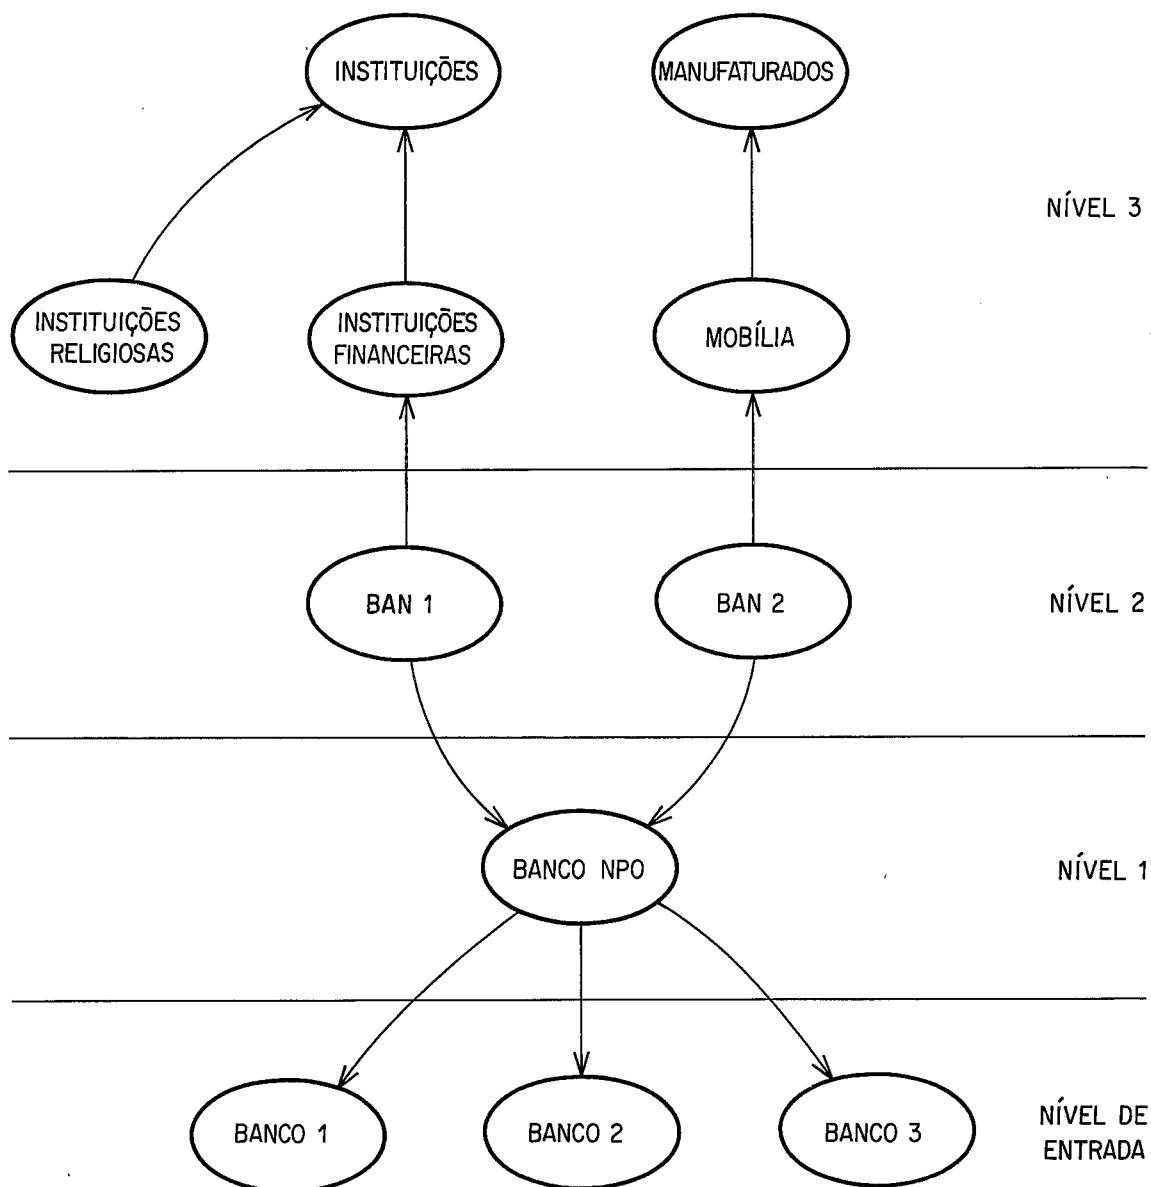 INSTITUIÇÕES
MANUFATURADOS
NÍVEL 3
INSTITUIÇÕES
RELIGIOSAS
INSTITUIÇÕES
FINANCEIRAS
MOBÍLIA
BAN 1
BAN 2
NÍVEL 2
BANCO NPO
NÍVEL 1
BANCO 1
BANCO 2
BANCO 3
NÍVEL DE
ENTRADA